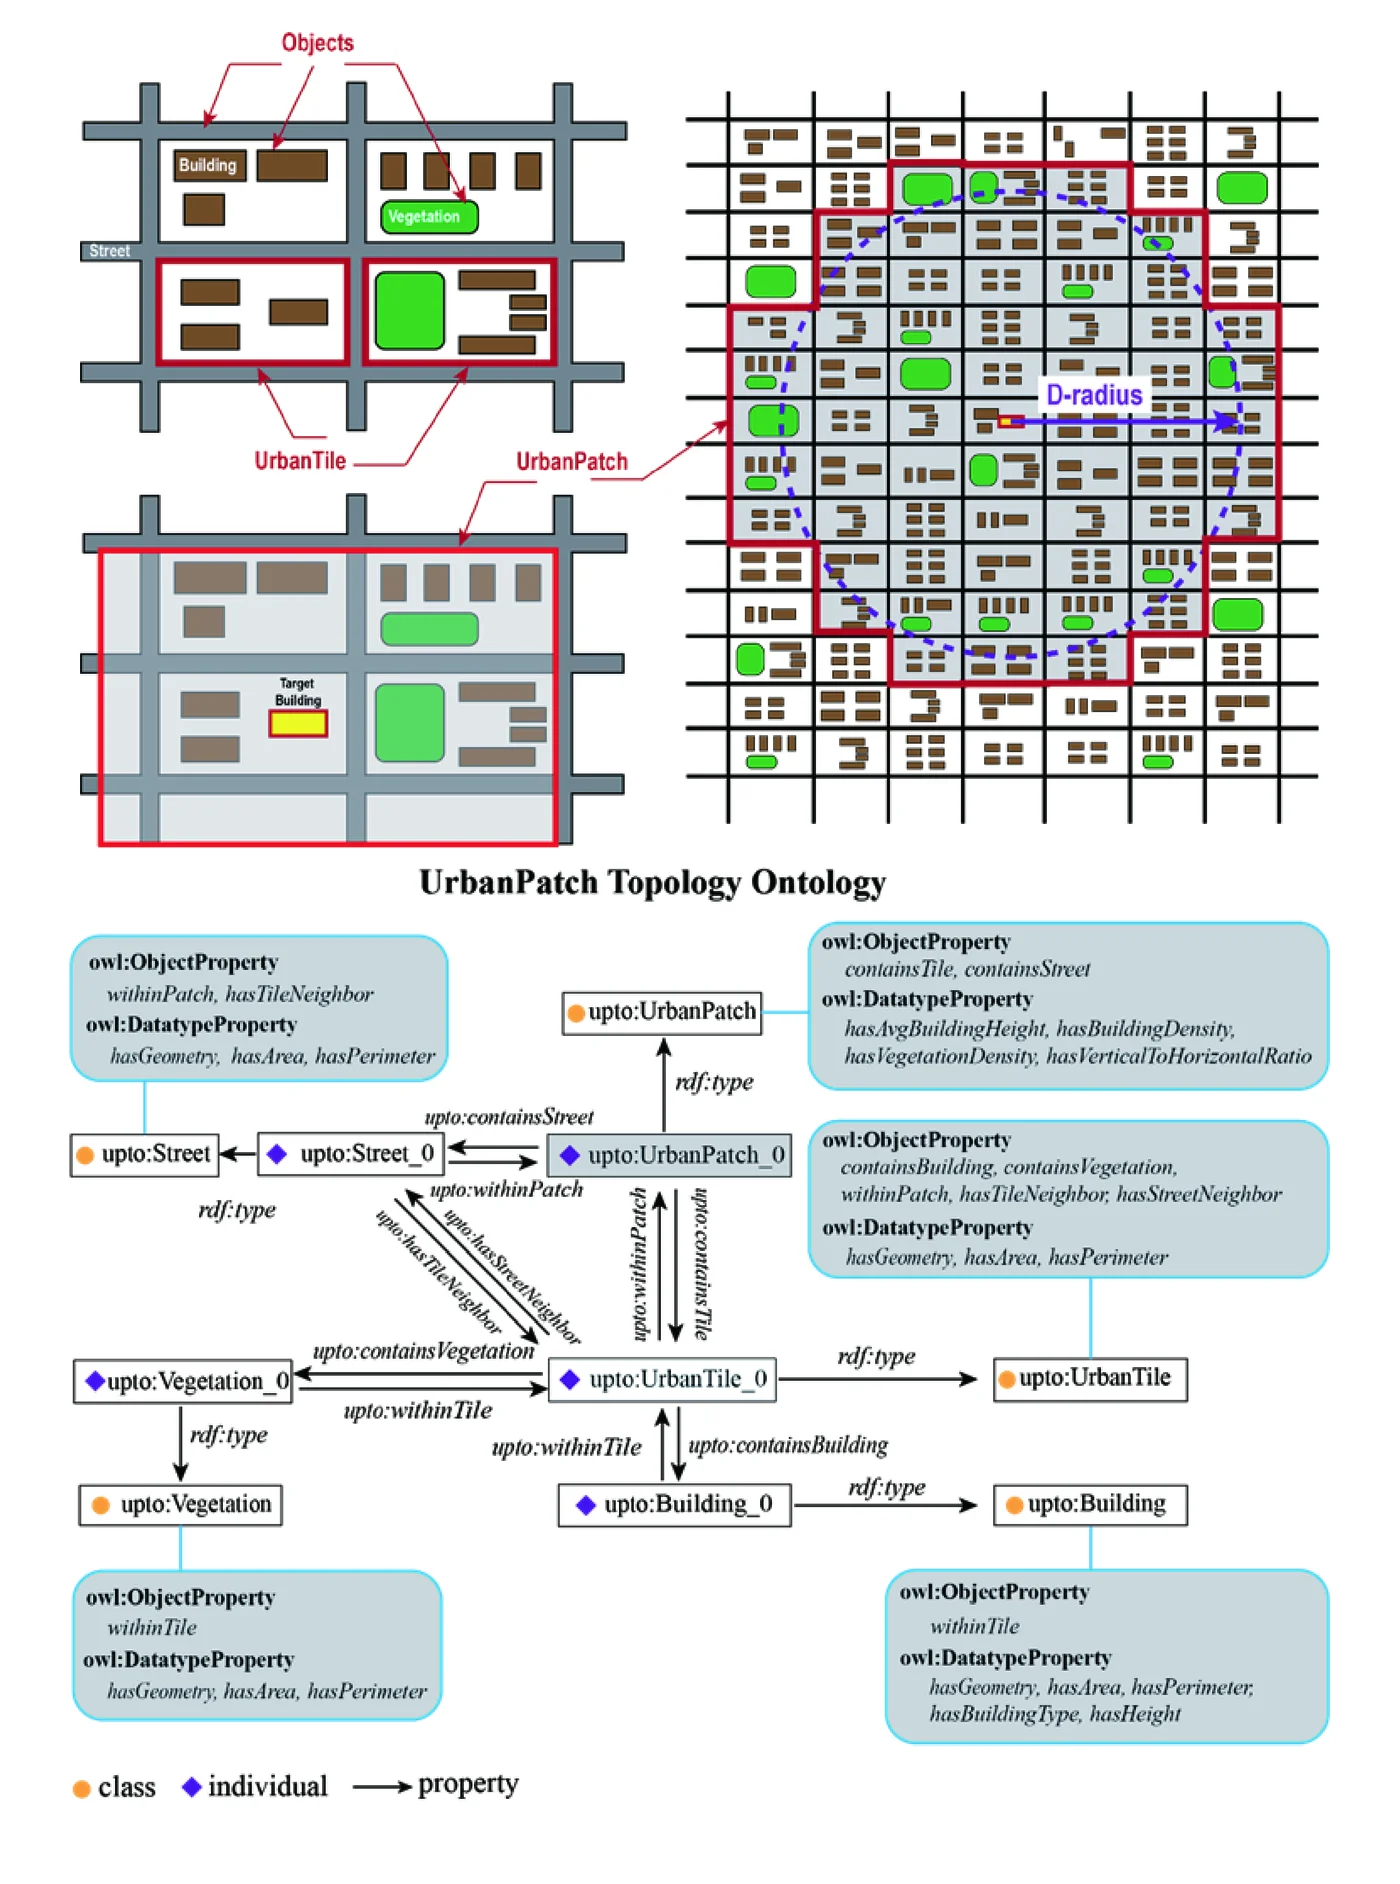 Objects
Building
Vegetation
Street
UrbanTile
UrbanPatch
D-radius
Target
Building
UrbanPatch Topology Ontology
owl:ObjectProperty
withinPatch, hasTileNeighbor
owl:DatatypeProperty
hasGeometry, hasArea, hasPerimeter
owl:ObjectProperty
containsTile, containsStreet
owl:DatatypeProperty
hasAvgBuildingHeight, hasBuildingDensity,
hasVegetationDensity, hasVerticalToHorizontalRatio
upto:UrbanPatch
rdf:type
upto:containsStreet
upto:Street
upto:Street_0
upto:UrbanPatch_0
upto:withinPatch
rdf:type
owl:ObjectProperty
containsBuilding, containsVegetation,
withinPatch, hasTileNeighbor, hasStreetNeighbor
owl:DatatypeProperty
hasGeometry, hasArea, hasPerimeter
upto:hasTileNeighbor
upto:hasStreetNeighbor
upto:withinPatch
upto:containsTile
upto:containsVegetation
upto:Vegetation_0
upto:withinTile
upto:UrbanTile_0
rdf:type
upto:UrbanTile
rdf:type
upto:withinTile
upto:containsBuilding
upto:Vegetation
upto:Building_0
rdf:type
upto:Building
owl:ObjectProperty
withinTile
owl:DatatypeProperty
hasGeometry, hasArea, hasPerimeter
owl:ObjectProperty
withinTile
owl:DatatypeProperty
hasGeometry, hasArea, hasPerimeter,
hasBuildingType, hasHeight
class
individual
property